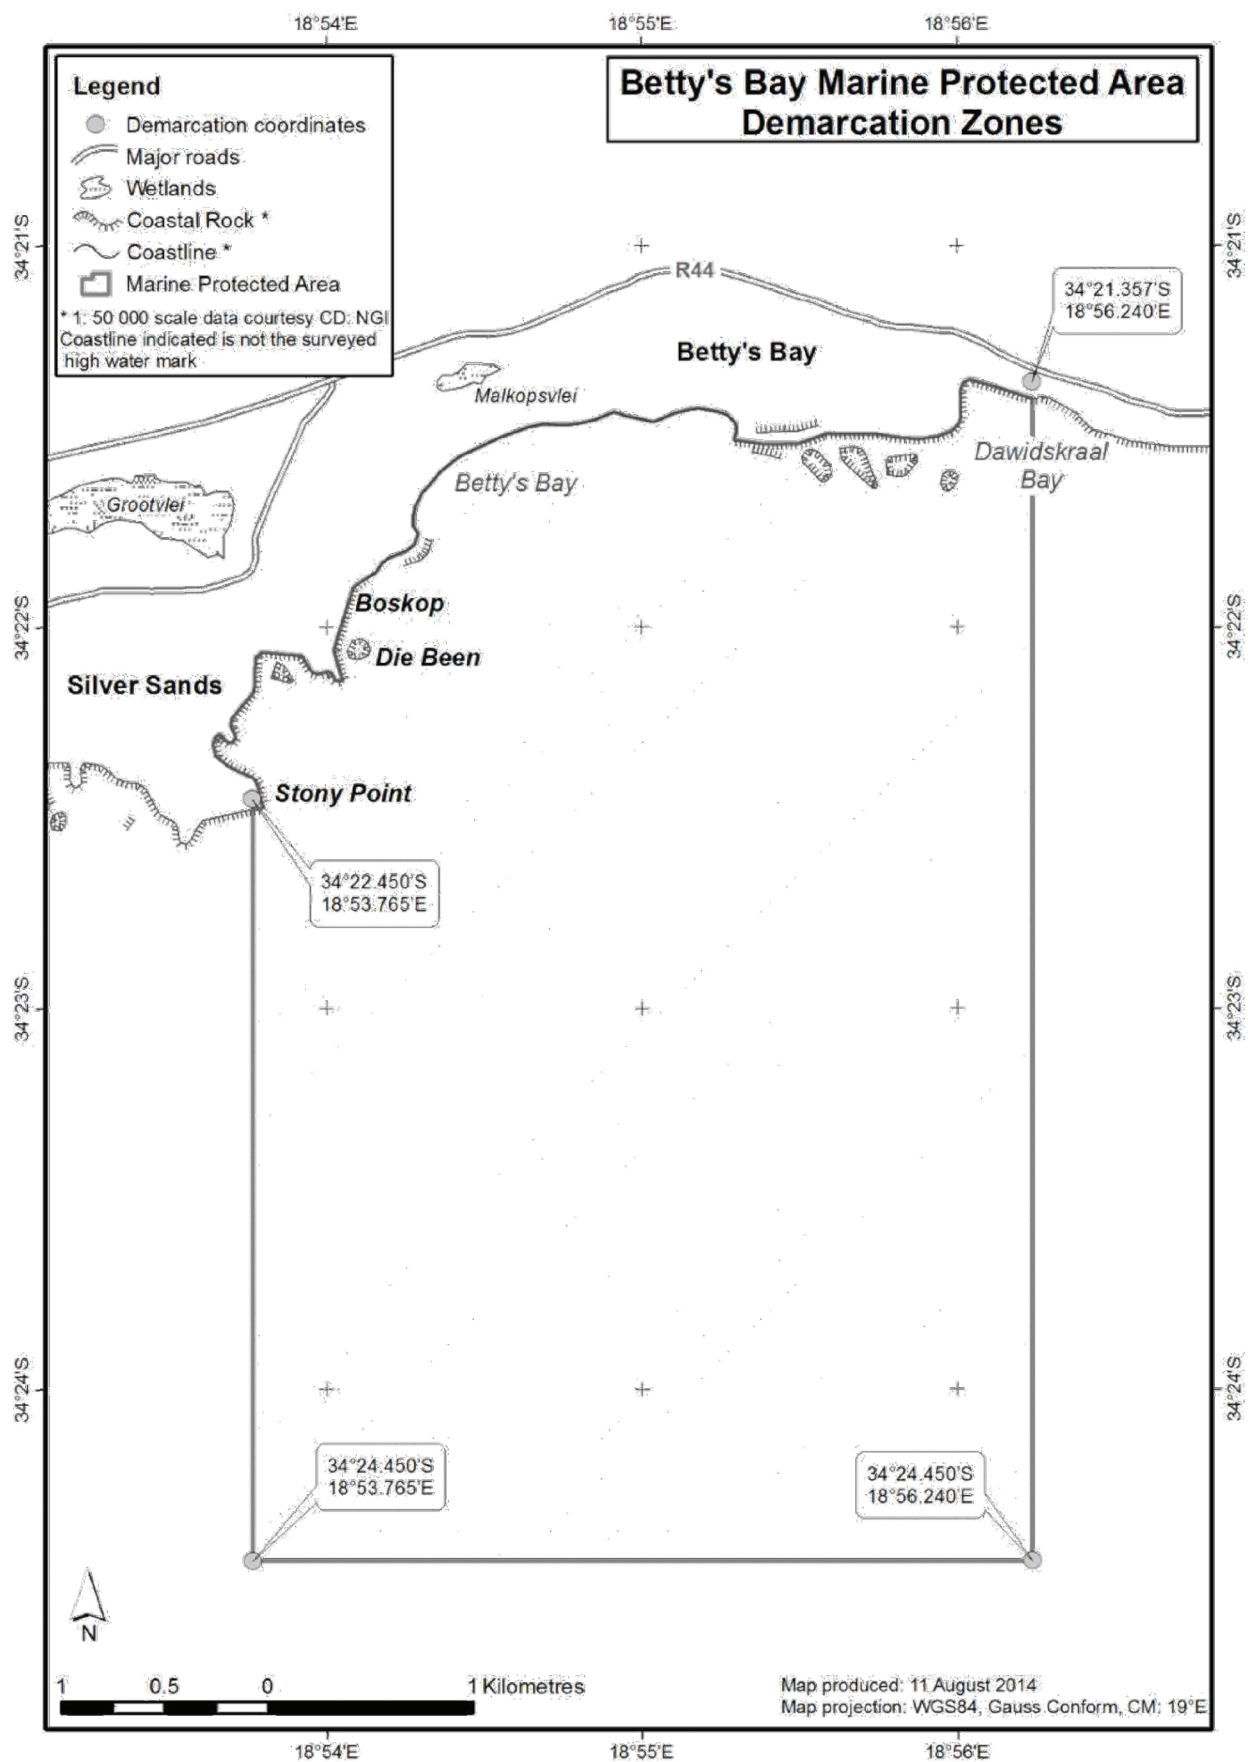 18°54'E
18°55'E
18°56'E
Betty's Bay Marine Protected Area
Demarcation Zones
Legend
Demarcation coordinates
Major roads
Wetlands
Coastal Rock *
Coastline *
Marine Protected Area
* 1: 50 000 scale data courtesy CD: NGI
Coastline indicated is not the surveyed
high water mark
34°21'S
34°21'S
R44
34°21.357'S
18°56.240'E
Betty's Bay
Malkopsvlei
Dawidskraal
Bay
Betty's Bay
Grootvlei
Boskop
34°22'S
34°22'S
Die Been
Silver Sands
Stony Point
34°22.450'S
18°53.765'E
34°23'S
34°23'S
34°24'S
34°24'S
34°24.450'S
18°53.765'E
34°24.450'S
18°56.240'E
N
1 0.5 0 1 Kilometres
Map produced: 11 August 2014
Map projection: WGS84, Gauss Conform, CM: 19°E
18°54'E
18°55'E
18°56'E